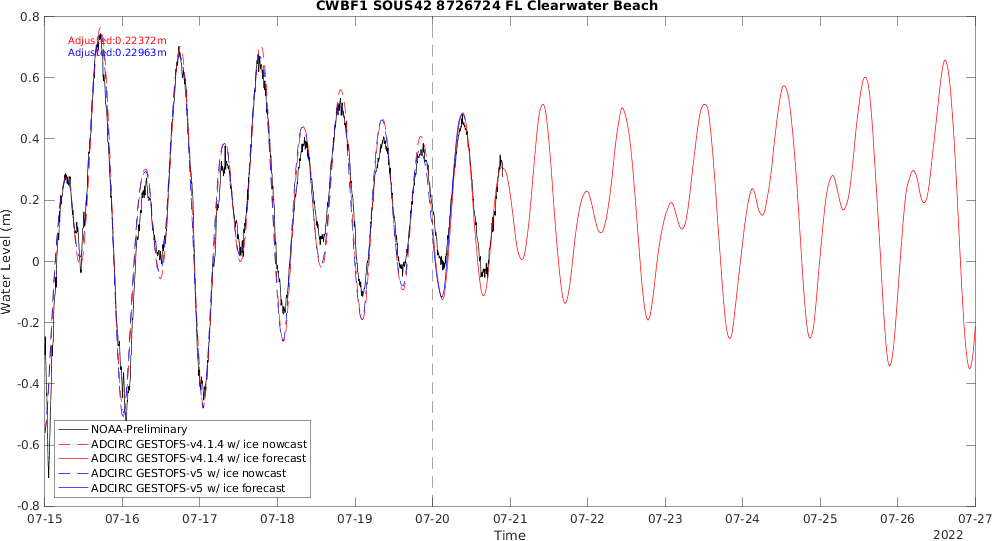 CWBF1 SOUS42 8726724 FL Clearwater Beach
Adjusted:0.22372m
Adjusted:0.22963m
0.8
0.6
0.4
0.2
0
-0.2
-0.4
-0.6
-0.8
Water Level (m)
NOAA-Preliminary
ADCIRC GESTOFS-v4.1.4 w/ ice nowcast
ADCIRC GESTOFS-v4.1.4 w/ ice forecast
ADCIRC GESTOFS-v5 w/ ice nowcast
ADCIRC GESTOFS-v5 w/ ice forecast
07-15 07-16 07-17 07-18 07-19 07-20 07-21 07-22 07-23 07-24 07-25 07-26 07-27
Time
2022